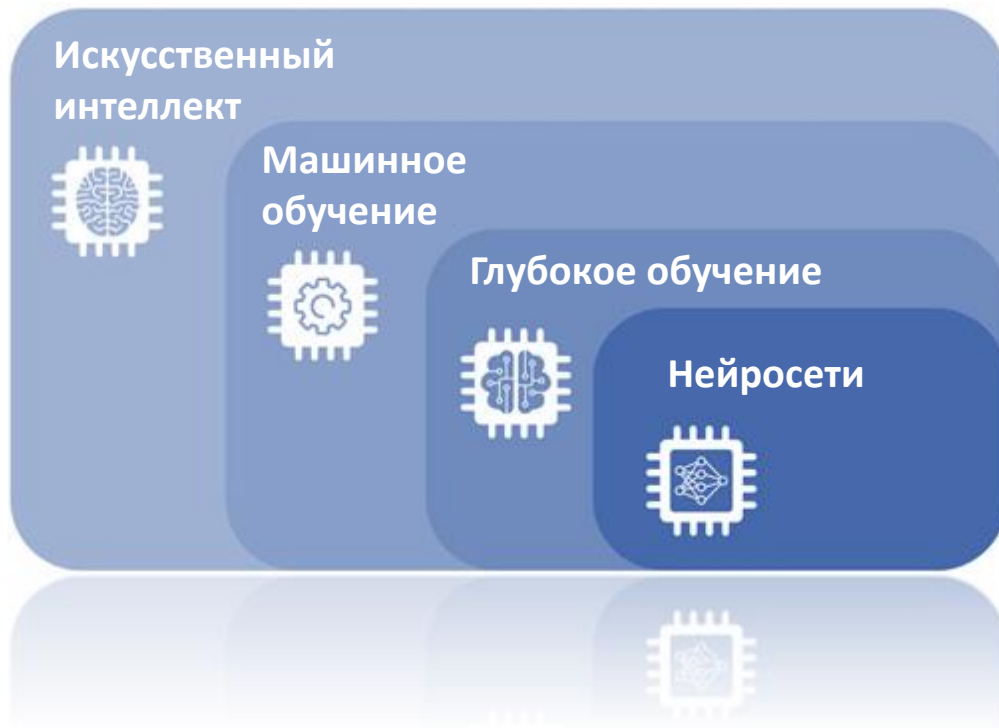 Искусственный
интеллект
Машинное
обучение
Глубокое обучение
Нейросети